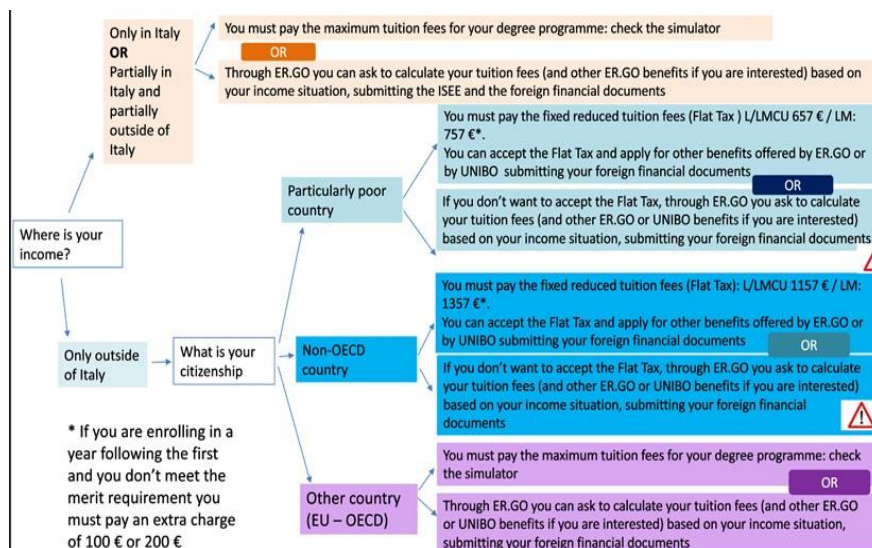 Only in Italy
OR
Partially in
Italy and
partially
outside of
Italy
You must pay the maximum tuition fees for your degree programme: check the simulator
OR
Through ER.GO you can ask to calculate your tuition fees (and other ER.GO benefits if you are interested) based on
your income situation, submitting the ISEE and the foreign financial documents
Where is your
income?
Only outside
of Italy
What is your
citizenship
Particularly poor
country
You must pay the fixed reduced tuition fees (Flat Tax ) L/LMCU 657 € / LM:
757 €*.
You can accept the Flat Tax and apply for other benefits offered by ER.GO or
by UNIBO submitting your foreign financial documents
OR
If you don't want to accept the Flat Tax, through ER.GO you ask to calculate
your tuition fees (and other ER.GO or UNIBO benefits if you are interested)
based on your income situation, submitting your foreign financial documents
Non-OECD
country
You must pay the fixed reduced tuition fees (Flat Tax): L/LMCU 1157 € / LM:
1357 €*.
You can accept the Flat Tax and apply for other benefits offered by ER.GO or
by UNIBO submitting your foreign financial documents
OR
If you don't want to accept the Flat Tax, through ER.GO you ask to calculate
your tuition fees (and other ER.GO or UNIBO benefits if you are interested)
based on your income situation, submitting your foreign financial
documents
!
Other country
(EU – OECD)
You must pay the maximum tuition fees for your degree programme: check
the simulator
OR
Through ER.GO you can ask to calculate your tuition fees (and other ER.GO
or UNIBO benefits if you are interested) based on your income situation,
submitting your foreign financial documents
* If you are enrolling in a
year following the first
and you don't meet the
merit requirement you
must pay an extra charge
of 100 € or 200 €